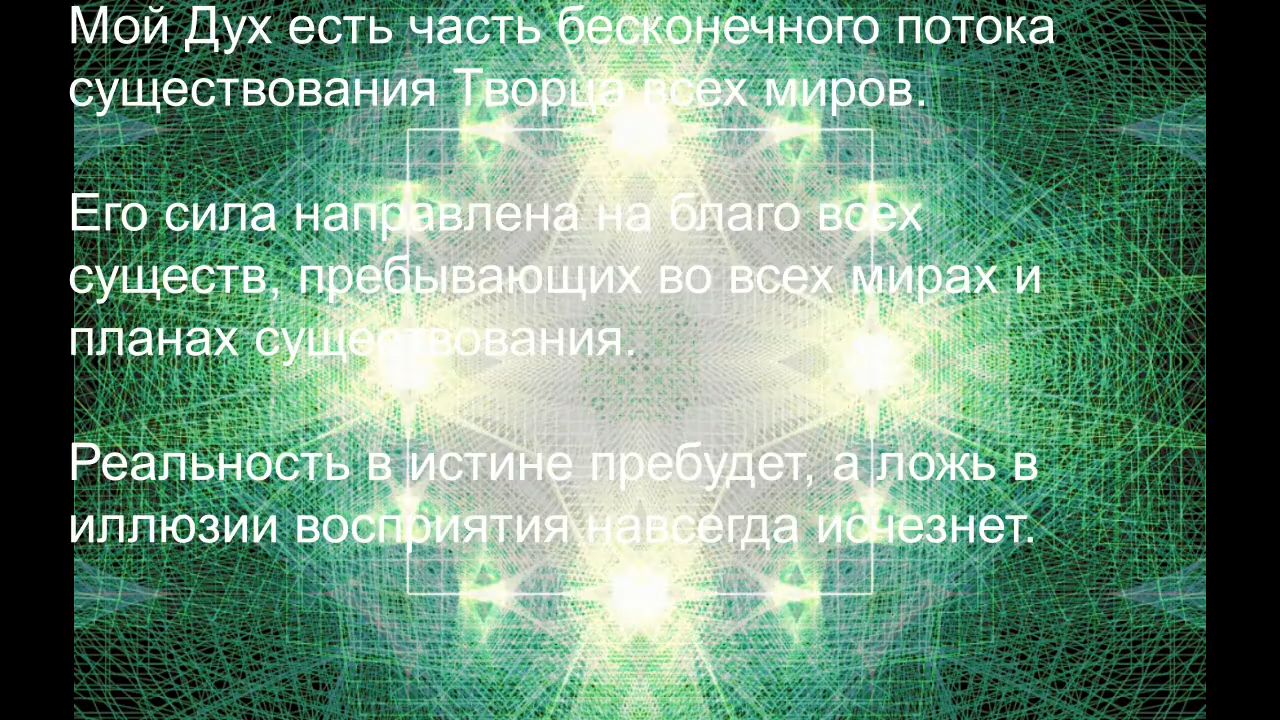 Мой Дух есть часть бесконечного потока
существования Творца всех миров.
Его сила направлена на благо всех
существ, пребывающих во всех мирах и
планах существования.
Реальность в истине пребудет, а ложь в
иллюзии восприятия навсегда исчезнет.